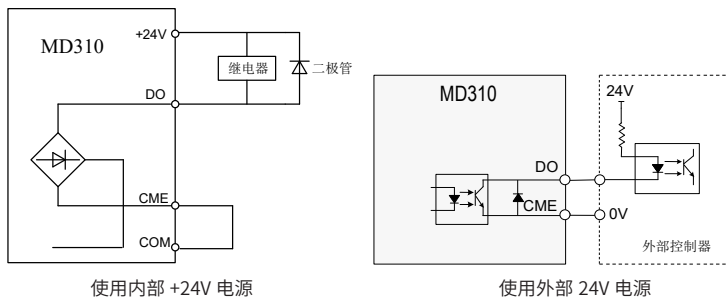 MD310
+24V
继电器
二极管
DO
CME
COM
使用内部 +24V 电源
MD310
24V
DO
CME
0V
外部控制器
使用外部 24V 电源